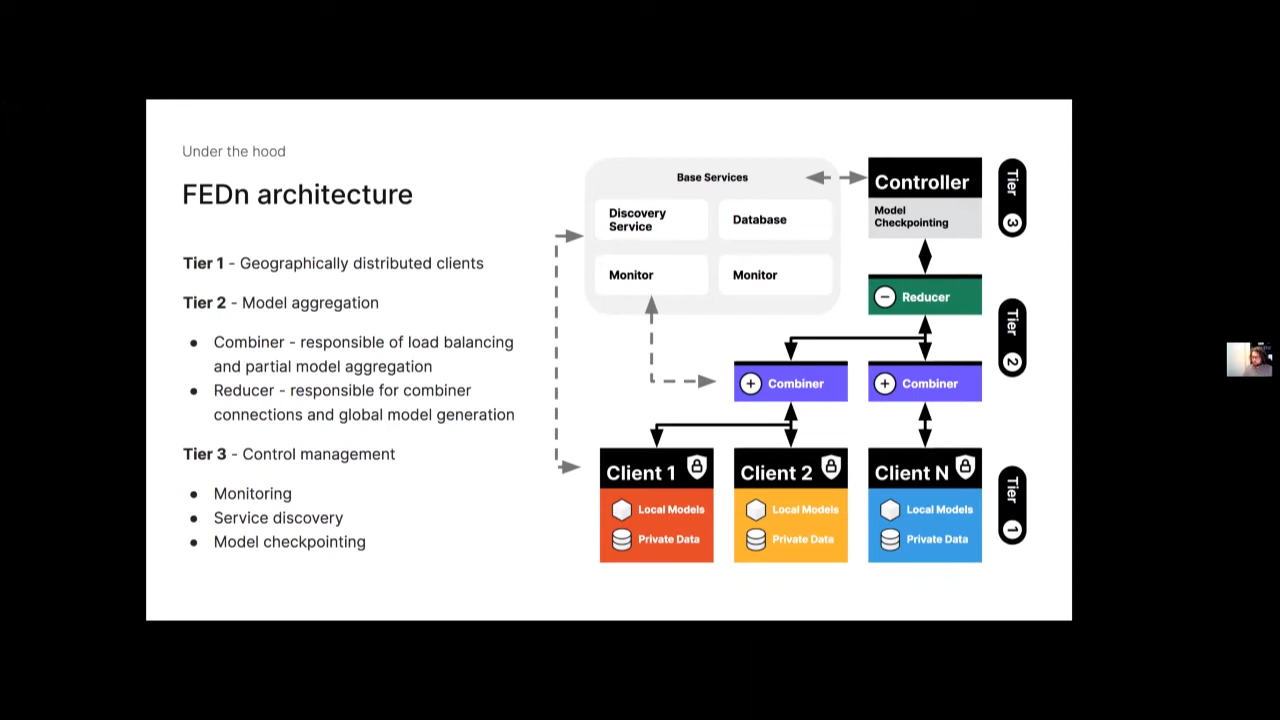 Under the hood
FEDn architecture
Tier 1 - Geographically distributed clients
Tier 2 - Model aggregation
● Combiner - responsible of load balancing
and partial model aggregation
● Reducer - responsible for combiner
connections and global model generation
Tier 3 - Control management
● Monitoring
● Service discovery
● Model checkpointing
Base Services
Discovery
Service
Database
Monitor
Monitor
Controller
Model
Checkpointing
Reducer
Combiner
Combiner
Client 1
Local Models
Private Data
Client 2
Local Models
Private Data
Client N
Local Models
Private Data
Tier 3
Tier 2
Tier 1